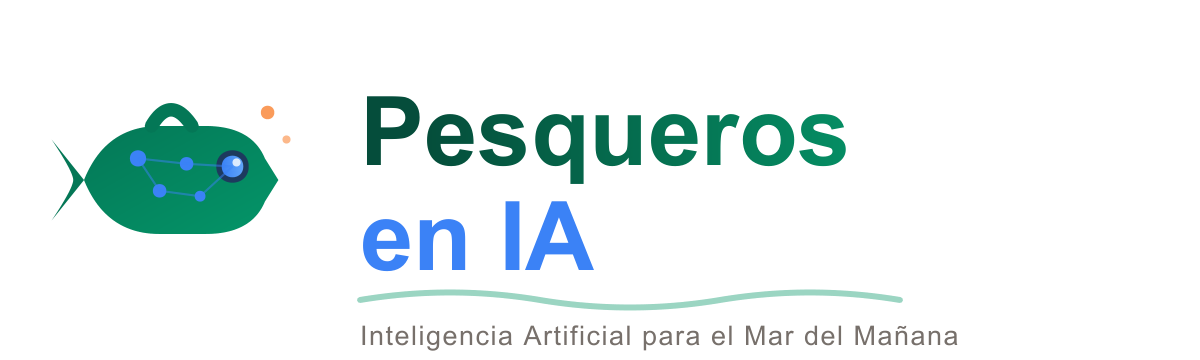 Pesqueros
en IA
Inteligencia Artificial para el Mar del Mañana